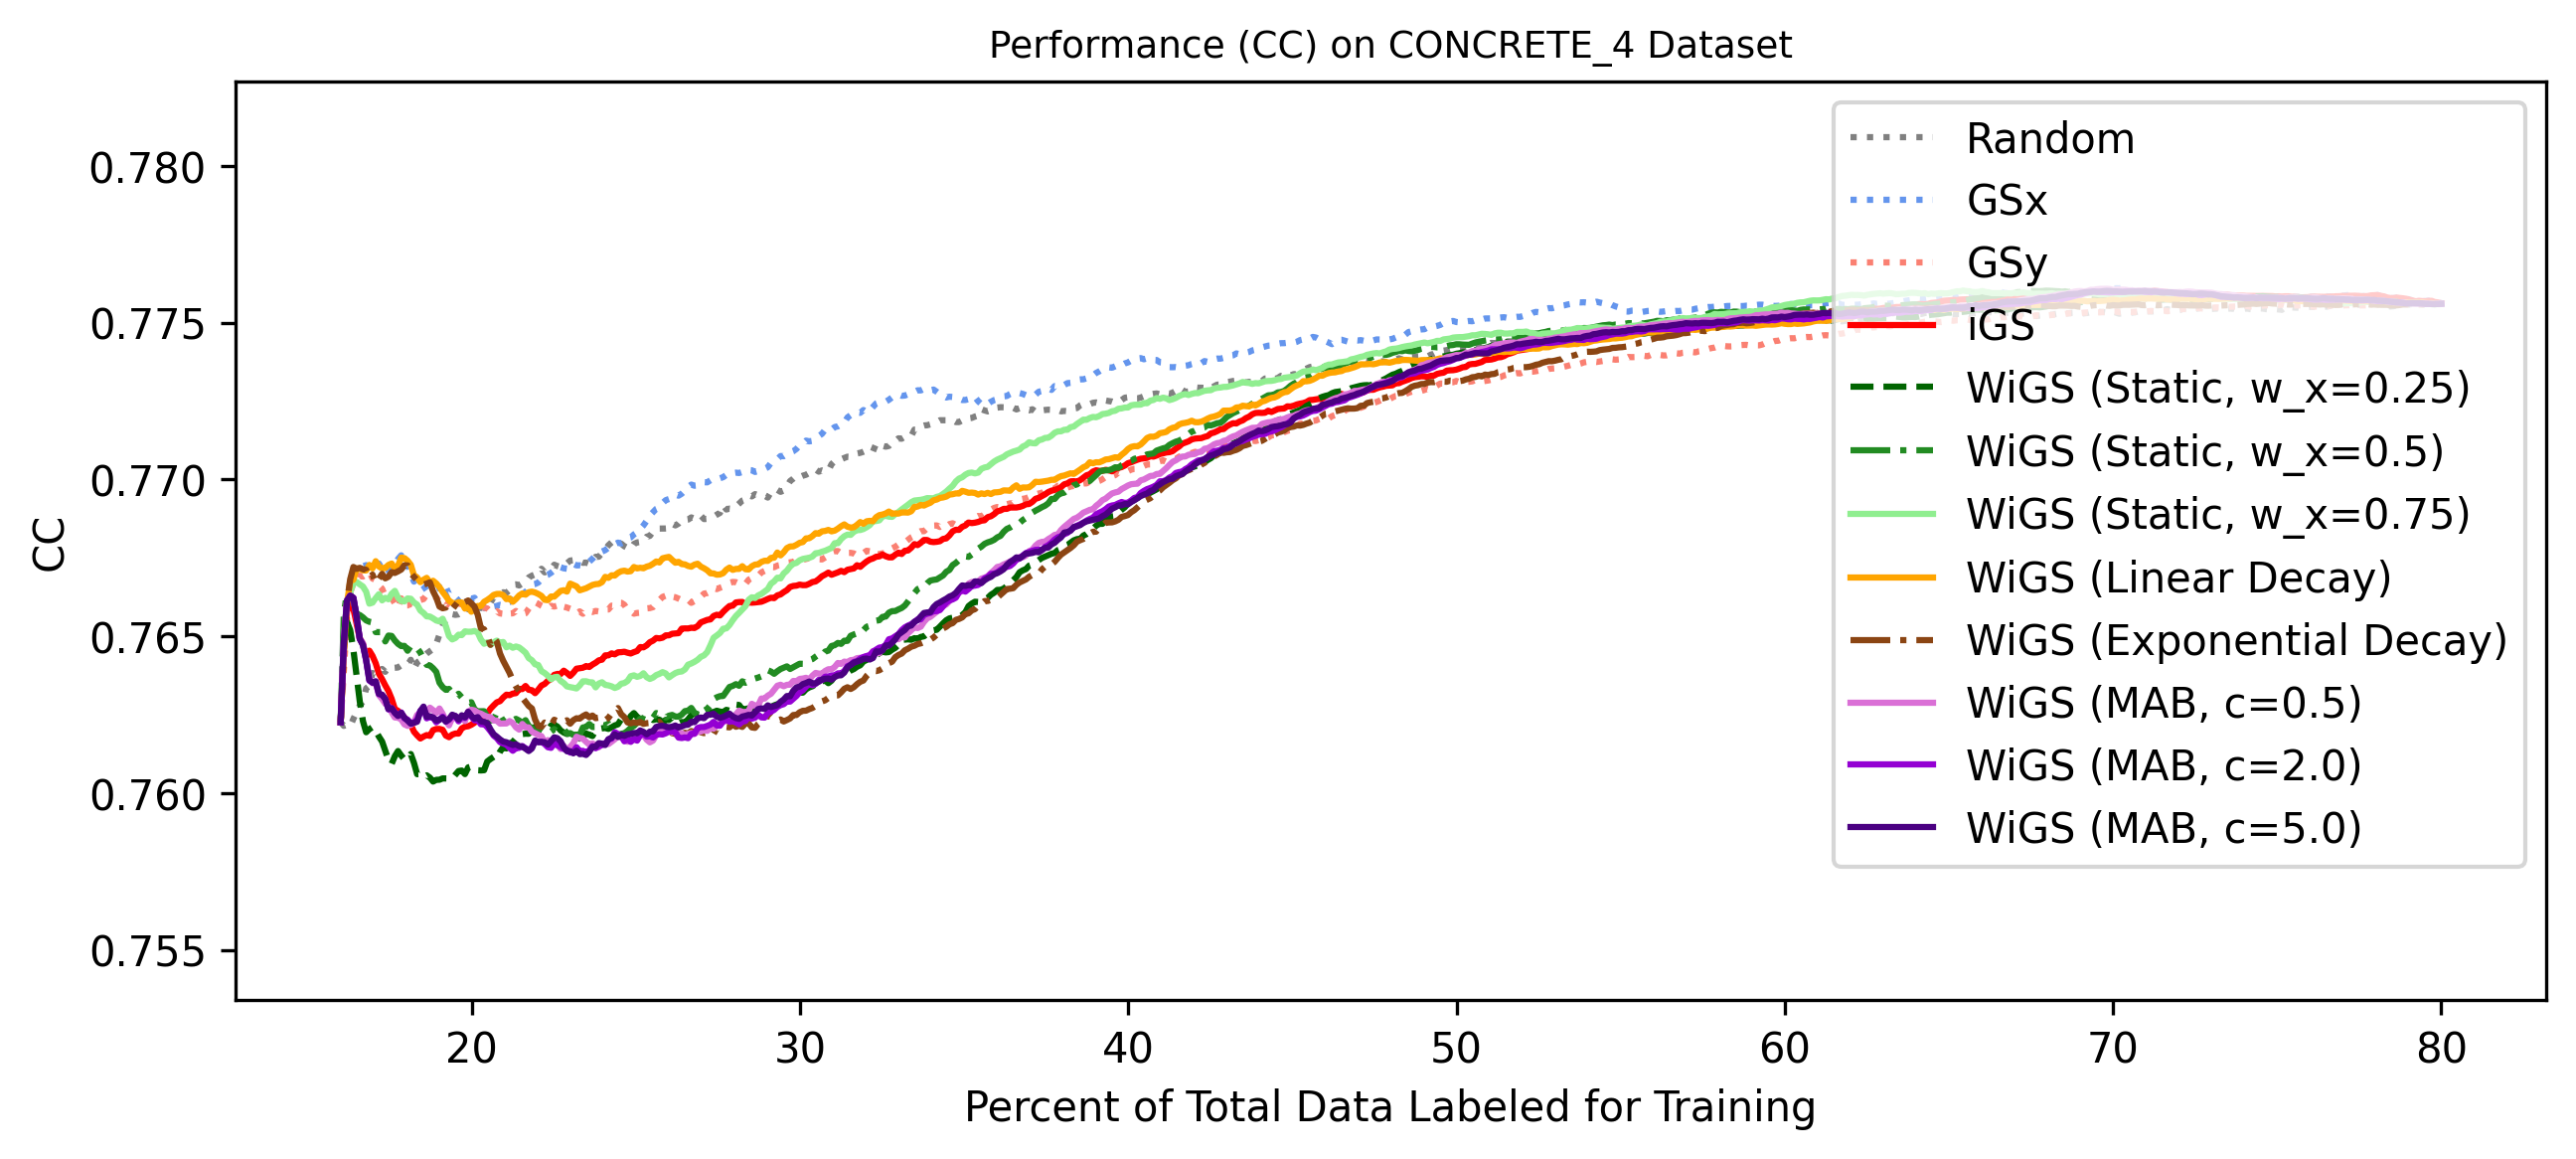 Performance (CC) on CONCRETE_4 Dataset
0.780
0.775
0.770
0.765
0.760
0.755
CC
20
30
40
50
60
70
80
Percent of Total Data Labeled for Training
Random
GSx
GSy
iGS
WiGS (Static, w_x=0.25)
WiGS (Static, w_x=0.5)
WiGS (Static, w_x=0.75)
WiGS (Linear Decay)
WiGS (Exponential Decay)
WiGS (MAB, c=0.5)
WiGS (MAB, c=2.0)
WiGS (MAB, c=5.0)